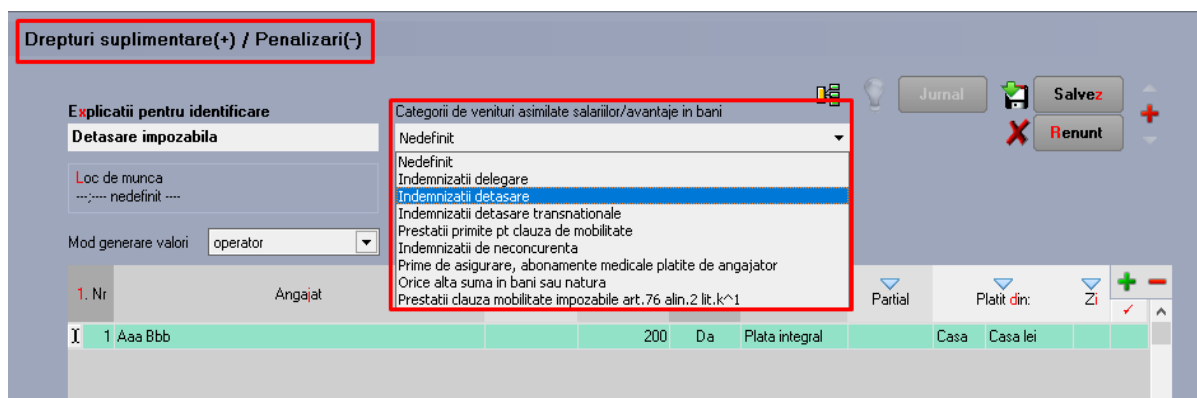 Drepturi suplimentare(+) / Penalizari(-)
Jurnal
Salvez
Renunt
Explicatii pentru identificare
Detasare impozabila
Categorii de venituri asimilate salariilor/avantaje in bani
Nedefinit
Nedefinit
Indemnizatii delegare
Indemnizatii detasare
Indemnizatii detasare transnationale
Prestatii primite pt clauza de mobilitate
Indemnizatii de neconcurenta
Prime de asigurare, abonamente medicale platite de angajator
Orice alta suma in bani sau natura
Prestatii clauza mobilitate impozabile art.76 alin.2 lit.k^1
Loc de munca
---;---- nedefinit ----
Mod generare valori operator
1. Nr Angajat Partial Platit din: Zi
1 Aaa Bbb 200 Da Plata integral Casa Casa lei